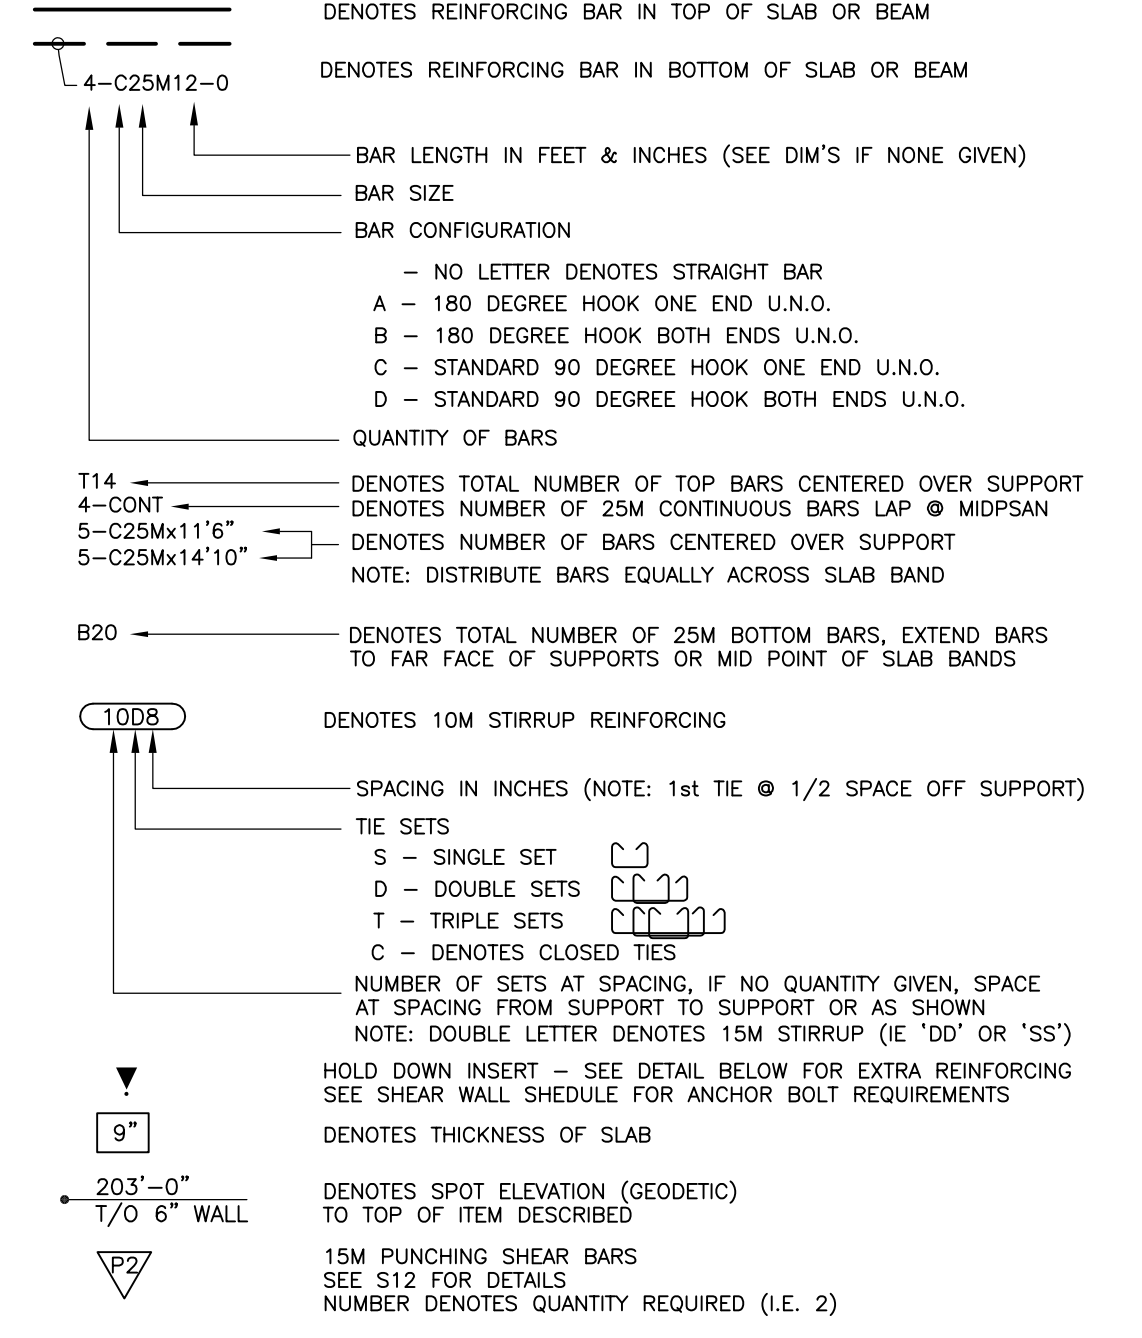 DENOTES REINFORCING BAR IN TOP OF SLAB OR BEAM
DENOTES REINFORCING BAR IN BOTTOM OF SLAB OR BEAM
4-C25M12-0
BAR LENGTH IN FEET & INCHES (SEE DIM'S IF NONE GIVEN)
BAR SIZE
BAR CONFIGURATION
- NO LETTER DENOTES STRAIGHT BAR
A - 180 DEGREE HOOK ONE END U.N.O.
B - 180 DEGREE HOOK BOTH ENDS U.N.O.
C - STANDARD 90 DEGREE HOOK ONE END U.N.O.
D - STANDARD 90 DEGREE HOOK BOTH ENDS U.N.O.
QUANTITY OF BARS
T14 DENOTES TOTAL NUMBER OF TOP BARS CENTERED OVER SUPPORT
4-CONT DENOTES NUMBER OF 25M CONTINUOUS BARS LAP @ MIDPSAN
5-C25Mx11'6"
5-C25Mx14'10"
DENOTES NUMBER OF BARS CENTERED OVER SUPPORT
NOTE: DISTRIBUTE BARS EQUALLY ACROSS SLAB BAND
B20 DENOTES TOTAL NUMBER OF 25M BOTTOM BARS, EXTEND BARS
TO FAR FACE OF SUPPORTS OR MID POINT OF SLAB BANDS
10D8 DENOTES 10M STIRRUP REINFORCING
SPACING IN INCHES (NOTE: 1st TIE @ 1/2 SPACE OFF SUPPORT)
TIE SETS
S - SINGLE SET
D - DOUBLE SETS
T - TRIPLE SETS
C - DENOTES CLOSED TIES
NUMBER OF SETS AT SPACING, IF NO QUANTITY GIVEN, SPACE
AT SPACING FROM SUPPORT TO SUPPORT OR AS SHOWN
NOTE: DOUBLE LETTER DENOTES 15M STIRRUP (IE 'DD' OR 'SS')
HOLD DOWN INSERT - SEE DETAIL BELOW FOR EXTRA REINFORCING
SEE SHEAR WALL SHEDULE FOR ANCHOR BOLT REQUIREMENTS
9" DENOTES THICKNESS OF SLAB
203'-0"
T/O 6" WALL
DENOTES SPOT ELEVATION (GEODETIC)
TO TOP OF ITEM DESCRIBED
P2
15M PUNCHING SHEAR BARS
SEE S12 FOR DETAILS
NUMBER DENOTES QUANTITY REQUIRED (I.E. 2)